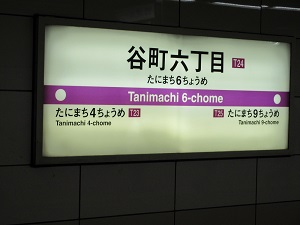 谷町六丁目 T24
たにまち6ちょうめ
Tanimachi 6-chome
たにまち4ちょうめ T23
Tanimachi 4-chome
T25 たにまち9ちょうめ
Tanimachi 9-chome